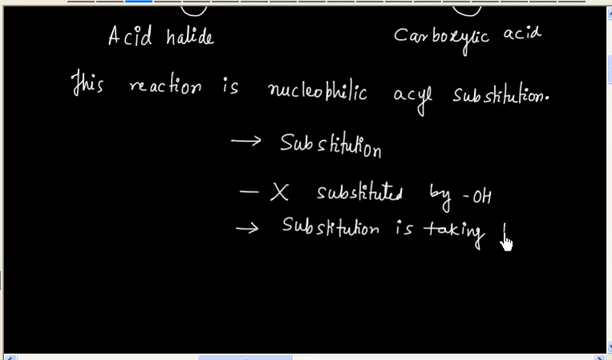 Acid halide Carboxylic acid
This reaction is nucleophilic acyl substitution.
→ Substitution
— X substituted by -OH
→ Substitution is taking